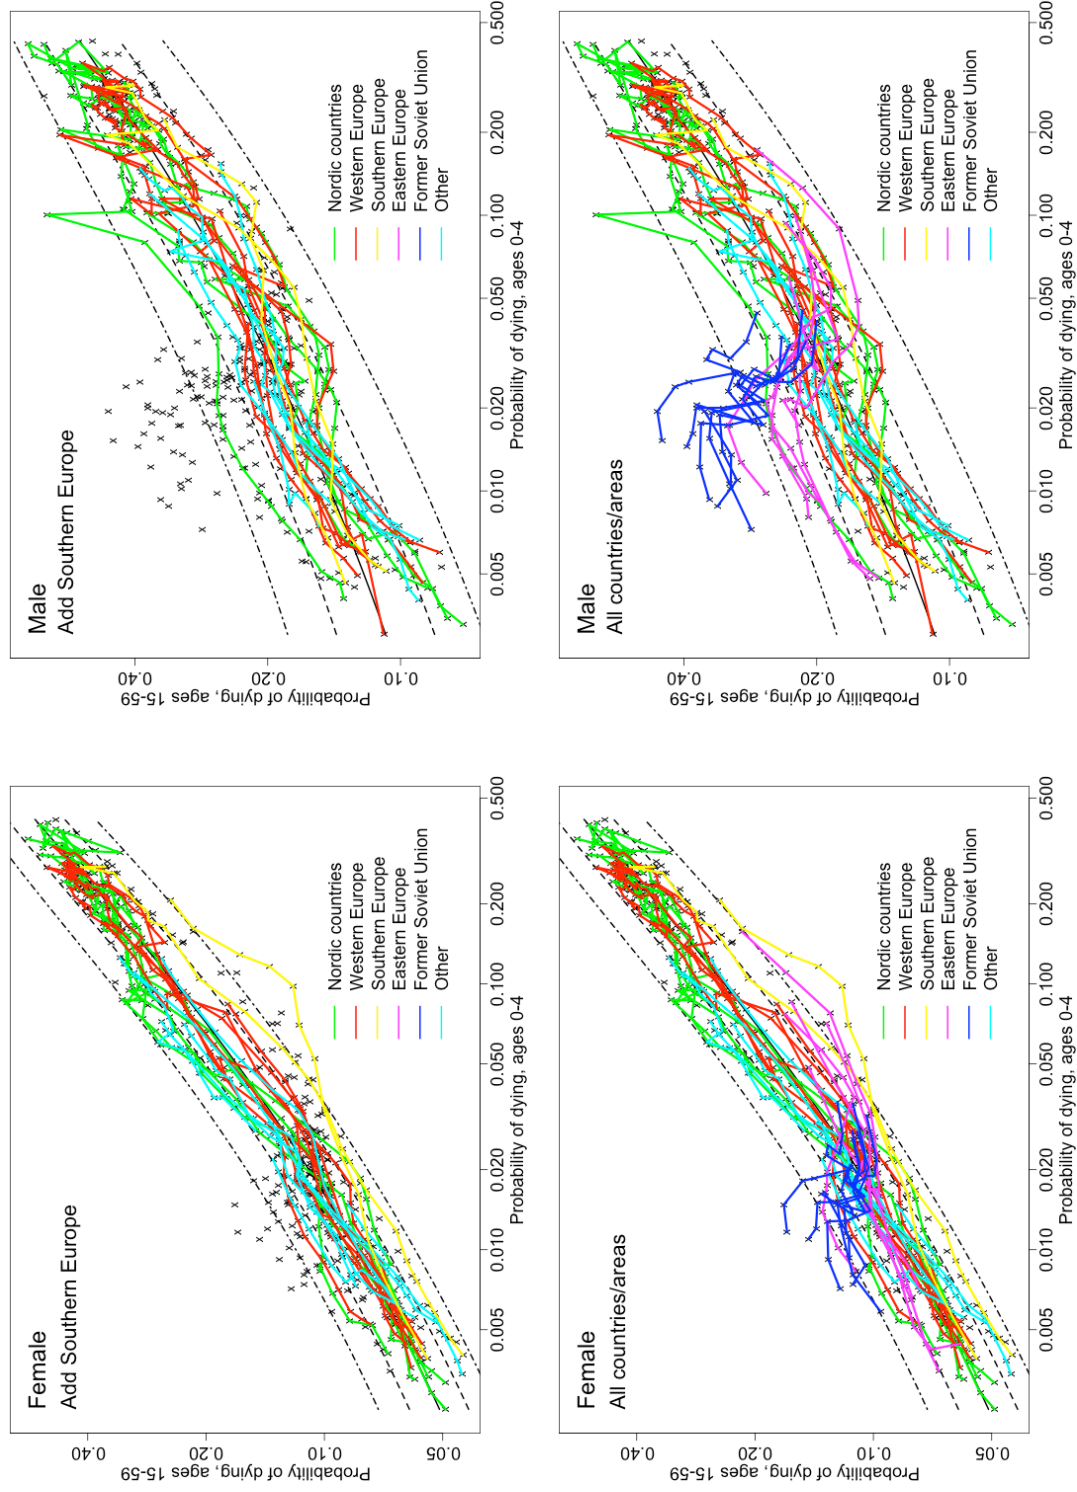 Female
Add Southern Europe
Probability of dying, ages 15-59
0.40
0.20
0.10
0.05
Nordic countries
Western Europe
Southern Europe
Eastern Europe
Former Soviet Union
Other
0.005
0.010
0.020
0.050
0.100
0.200
0.500
Probability of dying, ages 0-4
Male
Add Southern Europe
Probability of dying, ages 15-59
0.40
0.20
0.10
Nordic countries
Western Europe
Southern Europe
Eastern Europe
Former Soviet Union
Other
0.005
0.010
0.020
0.050
0.100
0.200
0.500
Probability of dying, ages 0-4
Female
All countries/areas
Probability of dying, ages 15-59
0.40
0.20
0.10
0.05
Nordic countries
Western Europe
Southern Europe
Eastern Europe
Former Soviet Union
Other
0.005
0.010
0.020
0.050
0.100
0.200
0.500
Probability of dying, ages 0-4
Male
All countries/areas
Probability of dying, ages 15-59
0.40
0.20
0.10
Nordic countries
Western Europe
Southern Europe
Eastern Europe
Former Soviet Union
Other
0.005
0.010
0.020
0.050
0.100
0.200
0.500
Probability of dying, ages 0-4